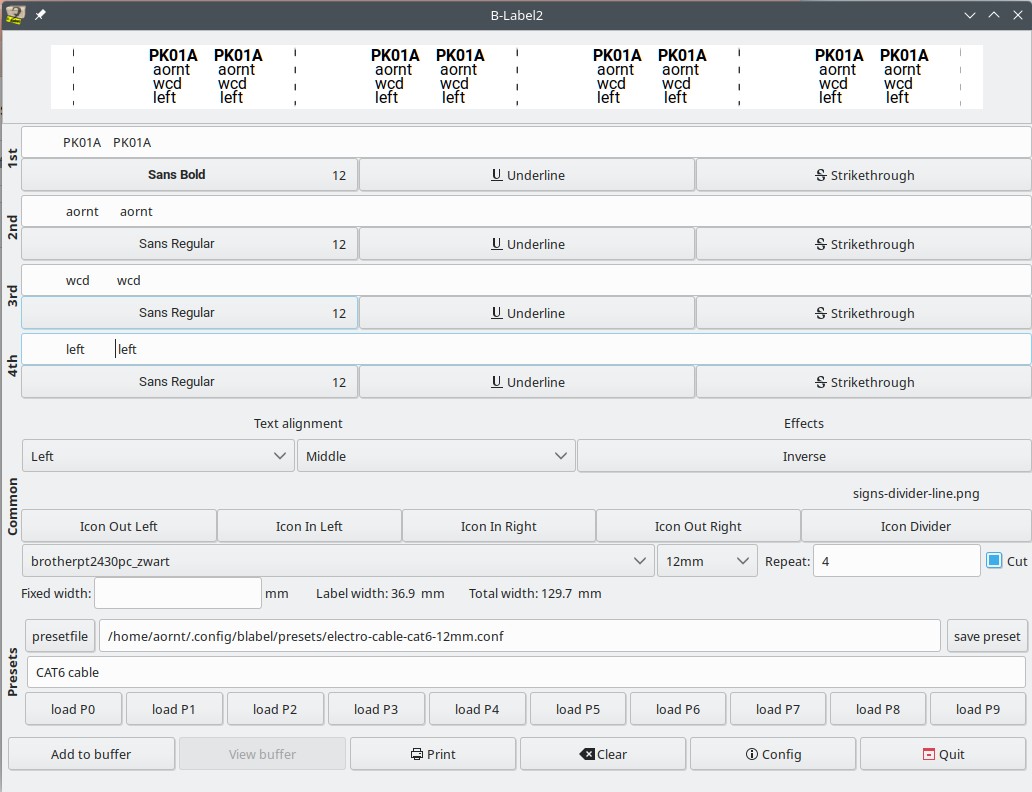 B-Label2
PK01A PK01A PK01A PK01A PK01A PK01A PK01A PK01A
aornt aornt aornt aornt aornt aornt aornt aornt
wcd wcd wcd wcd wcd wcd wcd wcd
left left left left left left left left
1st
PK01A PK01A
Sans Bold 12 U Underline S Strikethrough
2nd
aornt aornt
Sans Regular 12 U Underline S Strikethrough
3rd
wcd wcd
Sans Regular 12 U Underline S Strikethrough
4th
left left
Sans Regular 12 U Underline S Strikethrough
Text alignment Effects
Left Middle Inverse
Common
signs-divider-line.png
Icon Out Left Icon In Left Icon In Right Icon Out Right Icon Divider
brotherpt2430pc_zwart 12mm Repeat: 4 Cut
Fixed width: mm Label width: 36.9 mm Total width: 129.7 mm
Presets
presetfile /home/aornt/.config/blabel/presets/electro-cable-cat6-12mm.conf save preset
CAT6 cable
load P0 load P1 load P2 load P3 load P4 load P5 load P6 load P7 load P8 load P9
Add to buffer View buffer Print Clear Config Quit